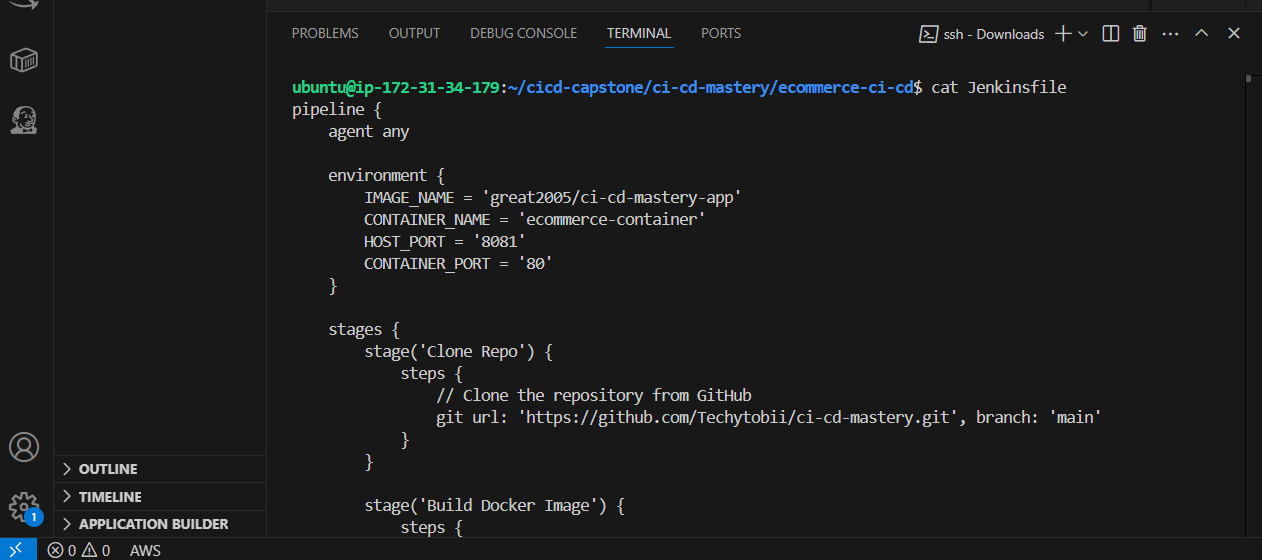 PROBLEMS OUTPUT DEBUG CONSOLE TERMINAL PORTS ssh - Downloads
ubuntu@ip-172-31-34-179:~/cicd-capstone/ci-cd-mastery/ecommerce-ci-cd$ cat Jenkinsfile
pipeline {
    agent any

    environment {
        IMAGE_NAME = 'great2005/ci-cd-mastery-app'
        CONTAINER_NAME = 'ecommerce-container'
        HOST_PORT = '8081'
        CONTAINER_PORT = '80'
    }

    stages {
        stage('Clone Repo') {
            steps {
                // Clone the repository from GitHub
                git url: 'https://github.com/Techytobii/ci-cd-mastery.git', branch: 'main'
            }
        }

        stage('Build Docker Image') {
            steps {
OUTLINE
TIMELINE
APPLICATION BUILDER
1
0 0 AWS